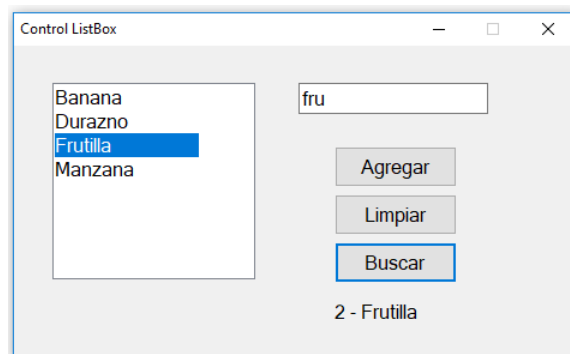 Control ListBox
Banana
Durazno
Frutilla
Manzana
fru
Agregar
Limpiar
Buscar
2 - Frutilla